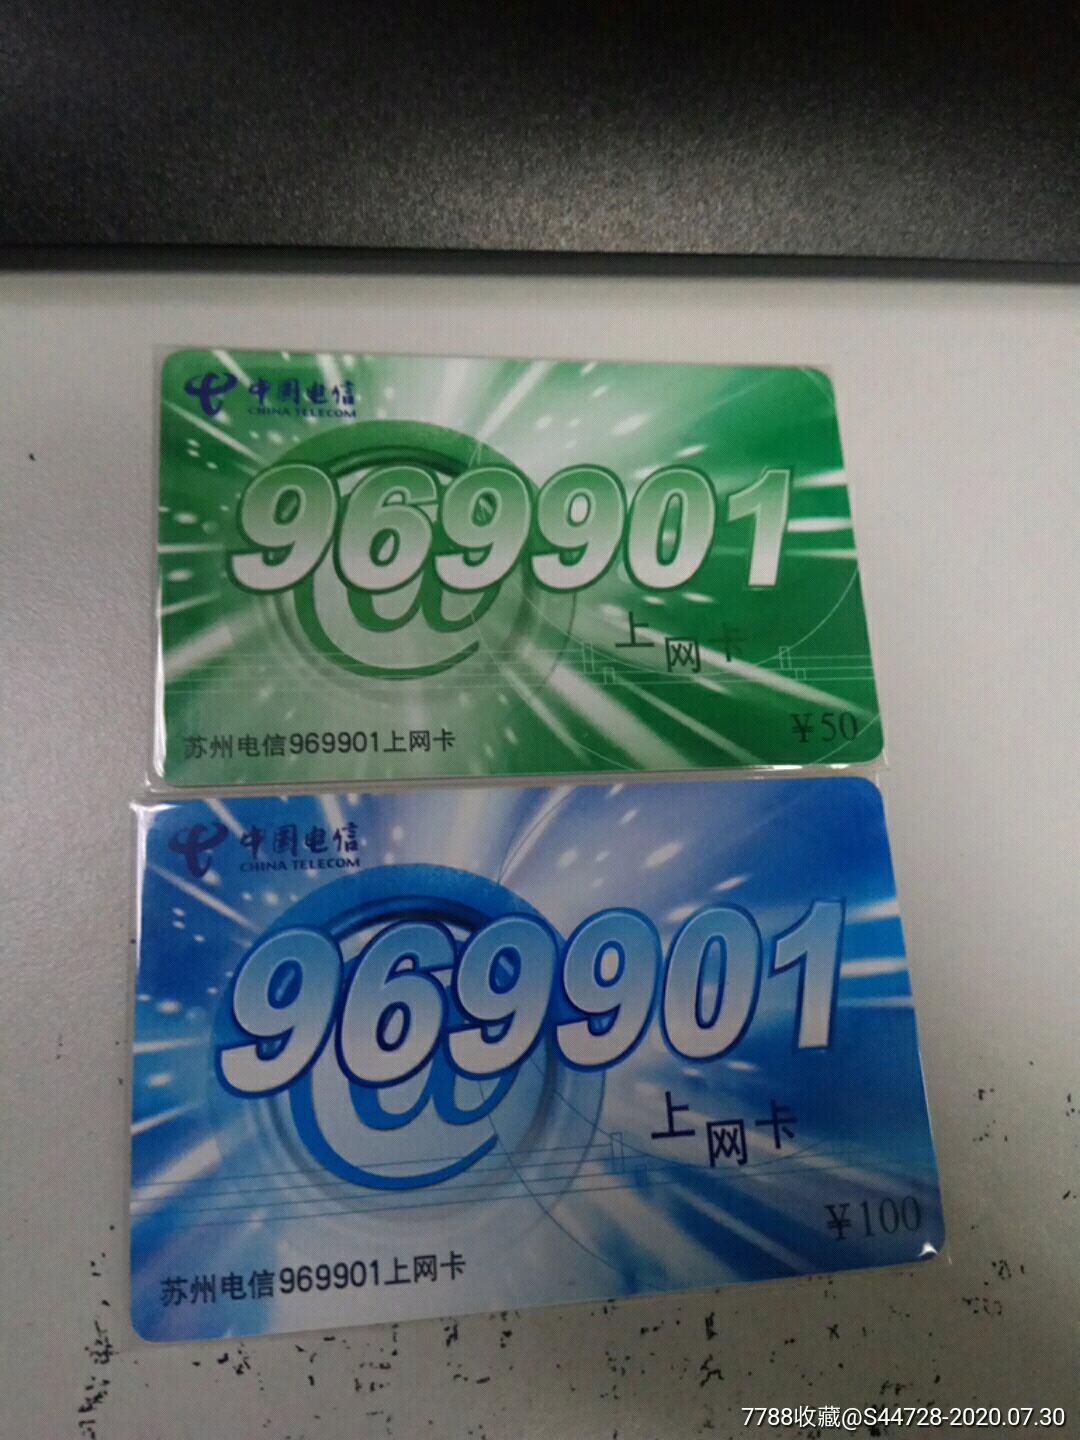 中国电信
CHINA TELECOM
969901
上网卡
¥50
苏州电信969901上网卡
中国电信
CHINA TELECOM
969901
上网卡
¥100
苏州电信969901上网卡
7788收藏@S44728-2020.07.30